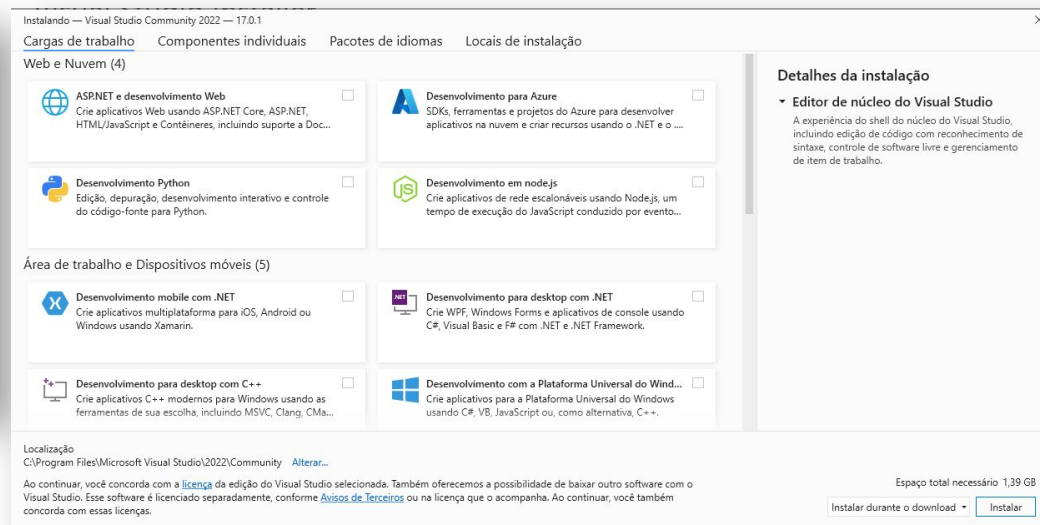 Instalando — Visual Studio Community 2022 — 17.0.1
Cargas de trabalho Componentes individuais Pacotes de idiomas Locais de instalação
Web e Nuvem (4)
ASP.NET e desenvolvimento Web
Crie aplicativos Web usando ASP.NET Core, ASP.NET,
HTML/JavaScript e Contêineres, incluindo suporte a Doc...
Desenvolvimento para Azure
SDKs, ferramentas e projetos do Azure para desenvolver
aplicativos na nuvem e criar recursos usando o .NET e o ....
Desenvolvimento Python
Edição, depuração, desenvolvimento interativo e controle
do código-fonte para Python.
JS
Desenvolvimento em node.js
Crie aplicativos de rede escalonáveis usando Node.js, um
tempo de execução do JavaScript conduzido por evento...
Área de trabalho e Dispositivos móveis (5)
Desenvolvimento mobile com .NET
Crie aplicativos multiplataforma para iOS, Android ou
Windows usando Xamarin.
.NET
Desenvolvimento para desktop com .NET
Crie WPF, Windows Forms e aplicativos de console usando
C#, Visual Basic e F# com .NET e .NET Framework.
Desenvolvimento para desktop com C++
Crie aplicativos C++ modernos para Windows usando as
ferramentas de sua escolha, incluindo MSVC, Clang, CMa...
Desenvolvimento com a Plataforma Universal do Wind...
Crie aplicativos para a Plataforma Universal do Windows
usando C#, VB, JavaScript ou, como alternativa, C++.
Detalhes da instalação
Editor de núcleo do Visual Studio
A experiência do shell do núcleo do Visual Studio,
incluindo edição de código com reconhecimento de
sintaxe, controle de software livre e gerenciamento
de item de trabalho.
Localização
C:\Program Files\Microsoft Visual Studio\2022\Community Alterar...
Ao continuar, você concorda com a licença da edição do Visual Studio selecionada. Também oferecemos a possibilidade de baixar outro software com o
Visual Studio. Esse software é licenciado separadamente, conforme Avisos de Terceiros ou na licença que o acompanha. Ao continuar, você também
concorda com essas licenças.
Espaço total necessário 1,39 GB
Instalar durante o download Instalar